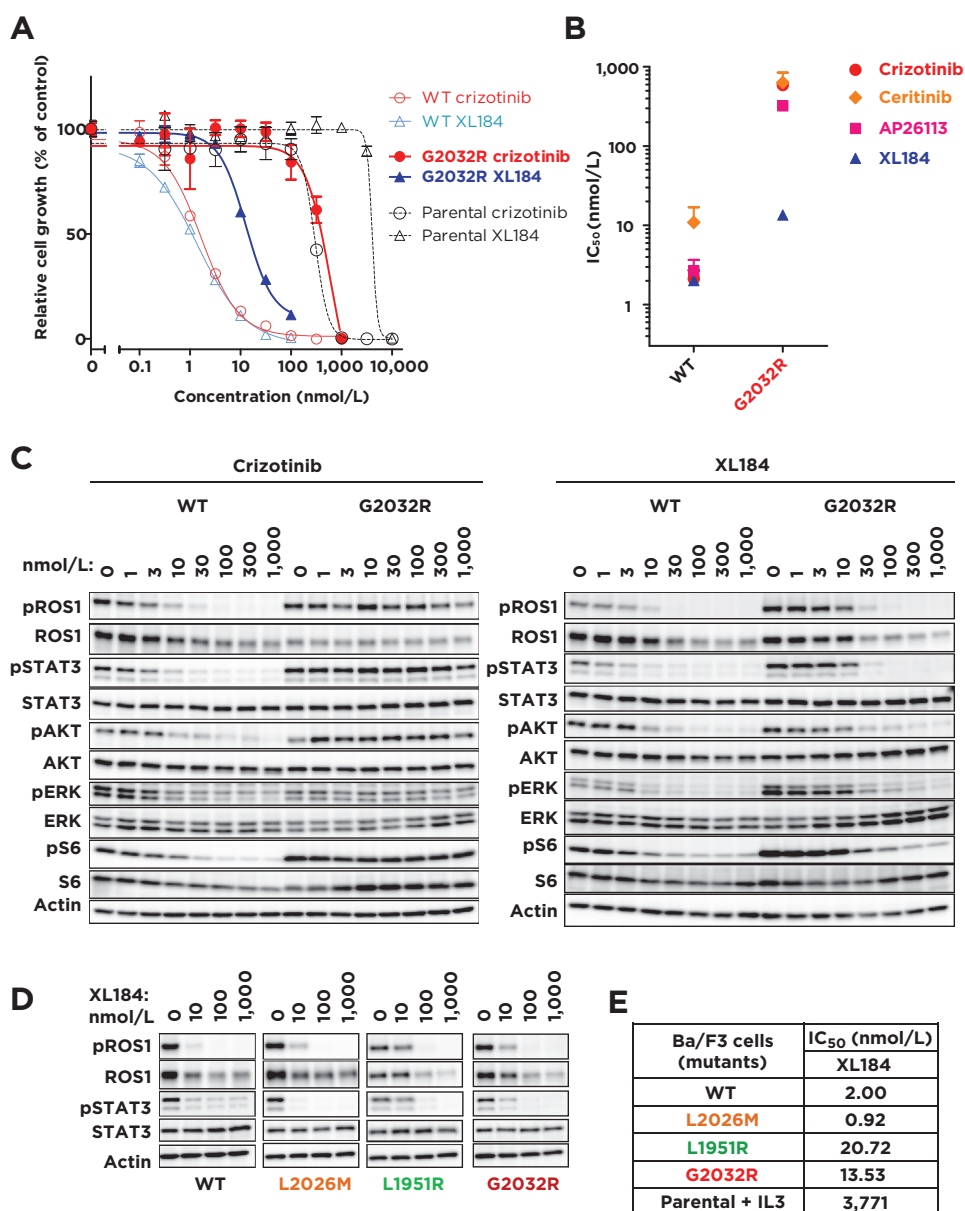 A
Relative cell growth (% of control)
100
50
0
0 0.1 1 10 100 1,000 10,000
Concentration (nmol/L)
WT crizotinib
WT XL184
G2032R crizotinib
G2032R XL184
Parental crizotinib
Parental XL184
B
IC50 (nmol/L)
1,000
100
10
1
WT
G2032R
Crizotinib
Ceritinib
AP26113
XL184
C
Crizotinib
WT G2032R
nmol/L: 0 1 3 10 30 100 300 1,000 0 1 3 10 30 100 300 1,000
pROS1
ROS1
pSTAT3
STAT3
pAKT
AKT
pERK
ERK
pS6
S6
Actin
XL184
WT G2032R
0 1 3 10 30 100 300 1,000 0 1 3 10 30 100 300 1,000
pROS1
ROS1
pSTAT3
STAT3
pAKT
AKT
pERK
ERK
pS6
S6
Actin
D
XL184:
nmol/L
0 10 100 1,000 0 10 100 1,000 0 10 100 1,000 0 10 100 1,000
pROS1
ROS1
pSTAT3
STAT3
Actin
WT L2026M L1951R G2032R
E
Ba/F3 cells (mutants) IC50 (nmol/L)
XL184
WT 2.00
L2026M 0.92
L1951R 20.72
G2032R 13.53
Parental + IL3 3,771